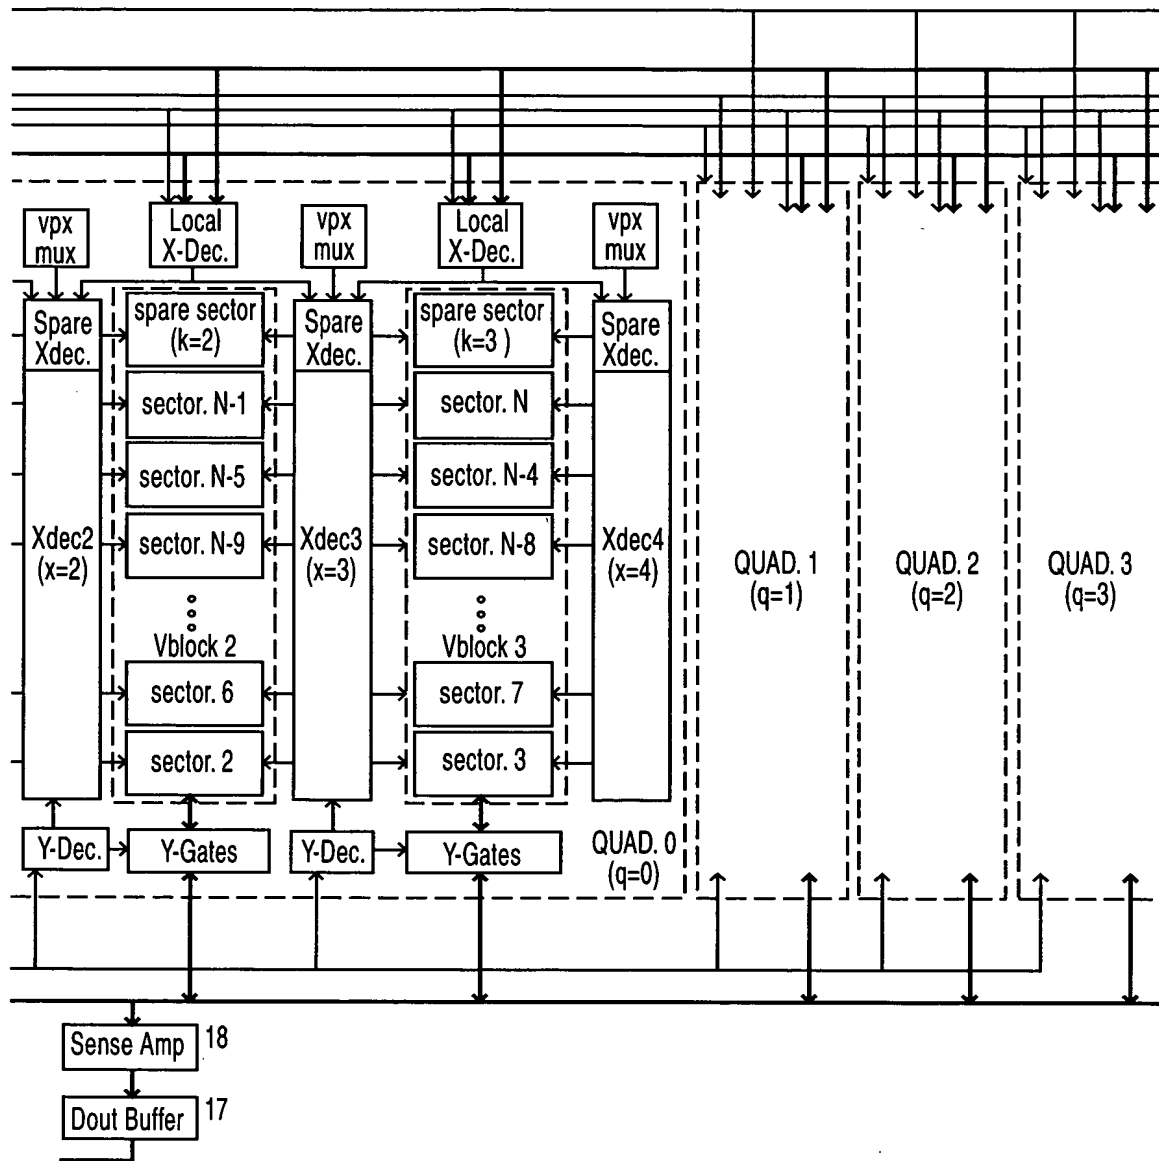 vpx
mux
Local
X-Dec.
vpx
mux
Local
X-Dec.
vpx
mux
Spare
Xdec.
spare sector
(k=2)
Spare
Xdec.
spare sector
(k=3 )
Spare
Xdec.
sector. N-1
sector. N
sector. N-5
sector. N-4
Xdec2
(x=2)
sector. N-9
Xdec3
(x=3)
sector. N-8
Xdec4
(x=4)
QUAD. 1
(q=1)
QUAD. 2
(q=2)
QUAD. 3
(q=3)
Vblock 2
Vblock 3
sector. 6
sector. 7
sector. 2
sector. 3
Y-Dec.
Y-Gates
Y-Dec.
Y-Gates
QUAD. 0
(q=0)
Sense Amp
18
Dout Buffer
17